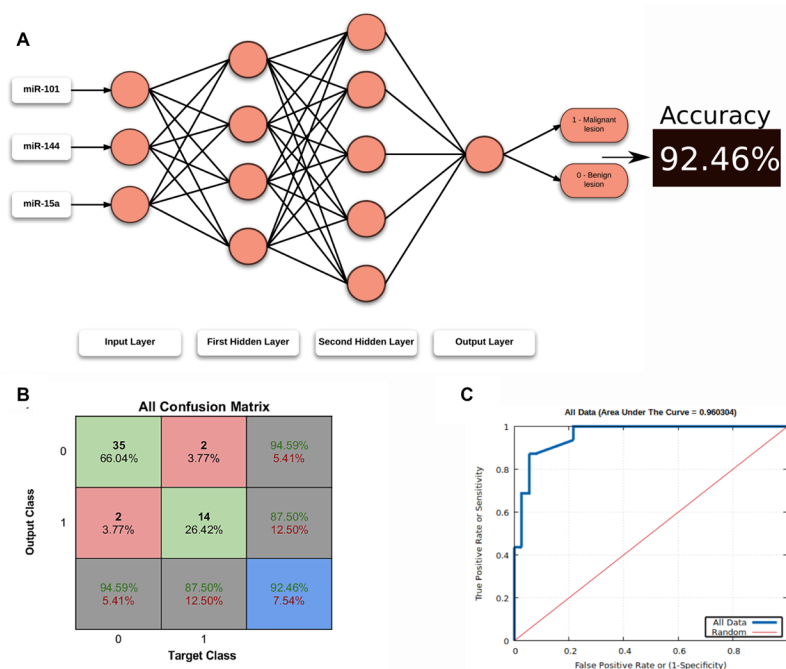 A
miR-101
miR-144
miR-15a
1 - Malignant
lesion
0 - Benign
lesion
Accuracy
92.46%
Input Layer
First Hidden Layer
Second Hidden Layer
Output Layer
B
All Confusion Matrix
Output Class
0
35
66.04%
2
3.77%
94.59%
5.41%
1
2
3.77%
14
26.42%
87.50%
12.50%
94.59%
5.41%
87.50%
12.50%
92.46%
7.54%
0
1
Target Class
C
All Data (Area Under The Curve = 0.960304)
True Positive Rate or Sensitivity
1
0.8
0.6
0.4
0.2
0
0
0.2
0.4
0.6
0.8
All Data
Random
False Positive Rate or (1-Specificity)